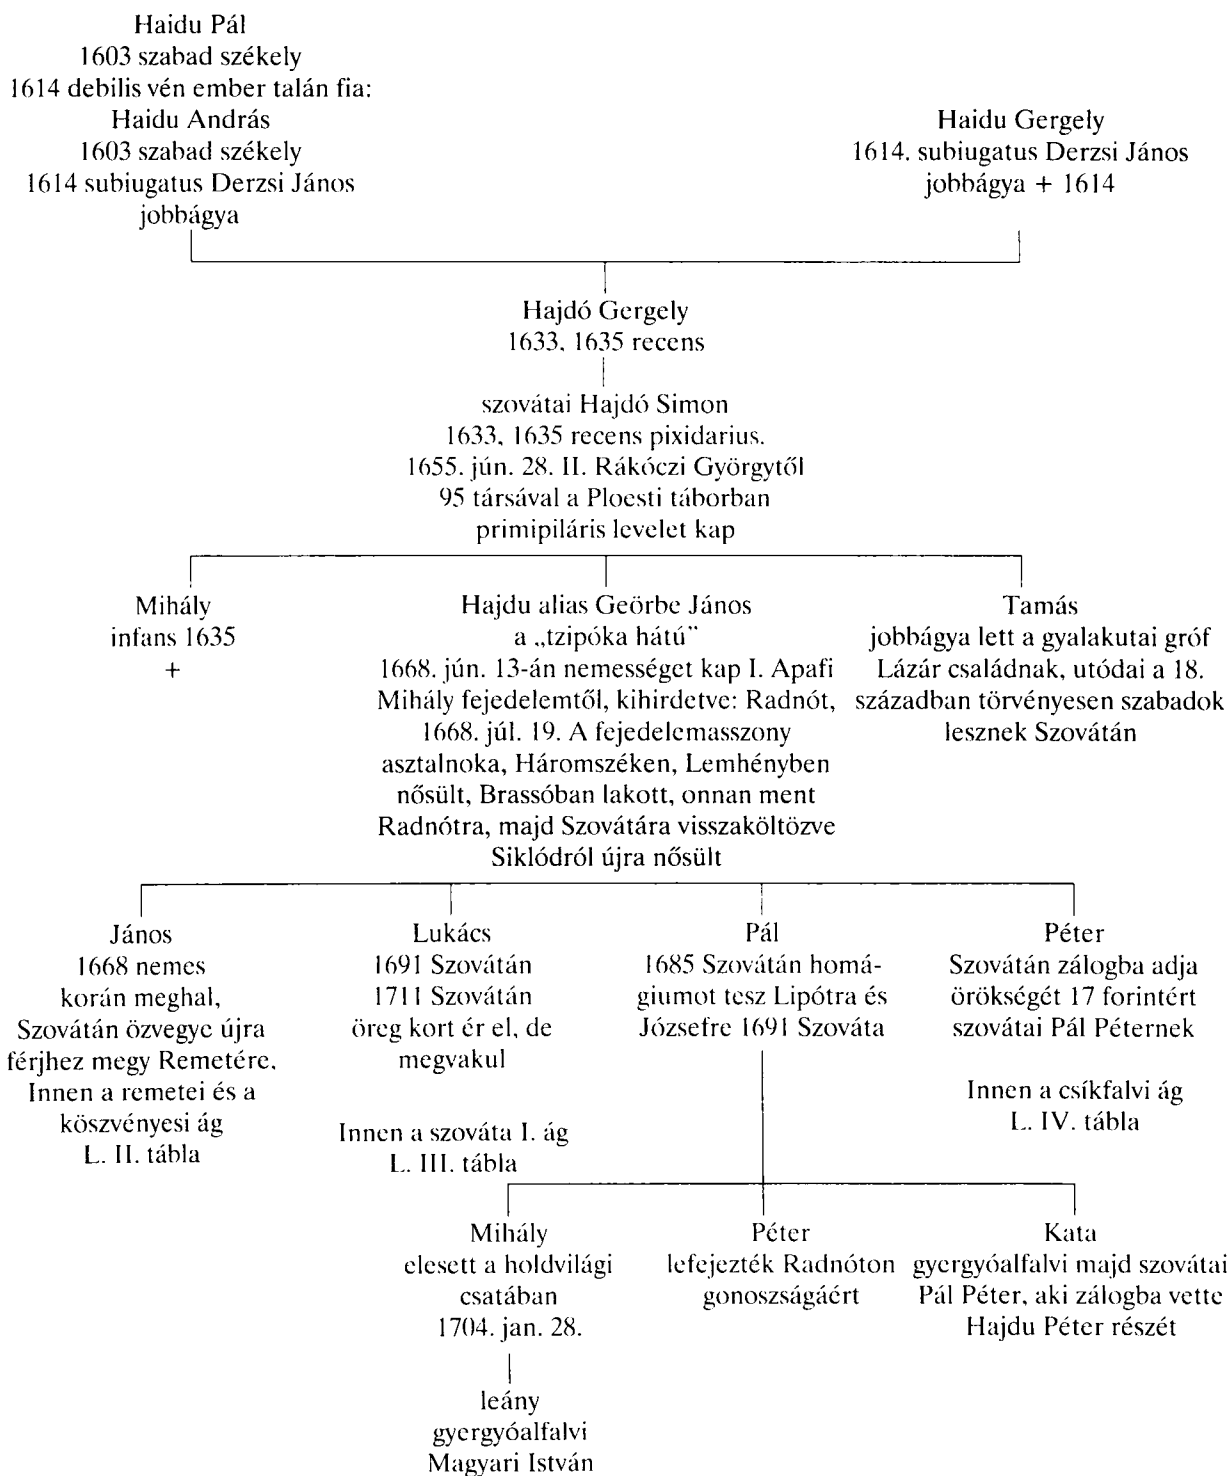 Haidu Pál
1603 szabad székely
1614 debilis vén ember talán fia:
Haidu András
1603 szabad székely
1614 subiugatus Derzsi János
jobbágya
Haidu Gergely
1614. subiugatus Derzsi János
jobbágya + 1614
Hajdó Gergely
1633, 1635 recens
szovátai Hajdó Simon
1633, 1635 recens pixidarius.
1655. jún. 28. II. Rákóczi Györgytől
95 társával a Ploesti táborban
primipiláris levelet kap
Mihály
infans 1635
+
Hajdu alias Geörbe János
a „tzipóka hátú”
1668. jún. 13-án nemességet kap I. Apafi
Mihály fejedelemtől, kihirdetve: Radnót,
1668. júl. 19. A fejedelemasszony
asztalnoka, Háromszéken, Lemhényben
nősült, Brassóban lakott, onnan ment
Radnótra, majd Szovátára visszaköltözve
Siklódról újra nősült
Tamás
jobbágya lett a gyalakutai gróf
Lázár családnak, utódai a 18.
században törvényesen szabadok
lesznek Szovátán
János
1668 nemes
korán meghal,
Szovátán özvegye újra
férjhez megy Remetére.
Innen a remetei és a
köszvényesi ág
L. II. tábla
Lukács
1691 Szovátán
1711 Szovátán
öreg kort ér el, de
megvakul
Innen a szováta I. ág
L. III. tábla
Pál
1685 Szovátán homá-
giumot tesz Lipótra és
Józsefre 1691 Szováta
Péter
Szovátán zálogba adja
örökségét 17 forintért
szovátai Pál Péternek
Innen a csíkfalvi ág
L. IV. tábla
Mihály
elesett a holdvilági
csatában
1704. jan. 28.
Péter
lefejezték Radnóton
gonoszságáért
Kata
gyergyóalfalvi majd szovátai
Pál Péter, aki zálogba vette
Hajdu Péter részét
leány
gyergyóalfalvi
Magyari István